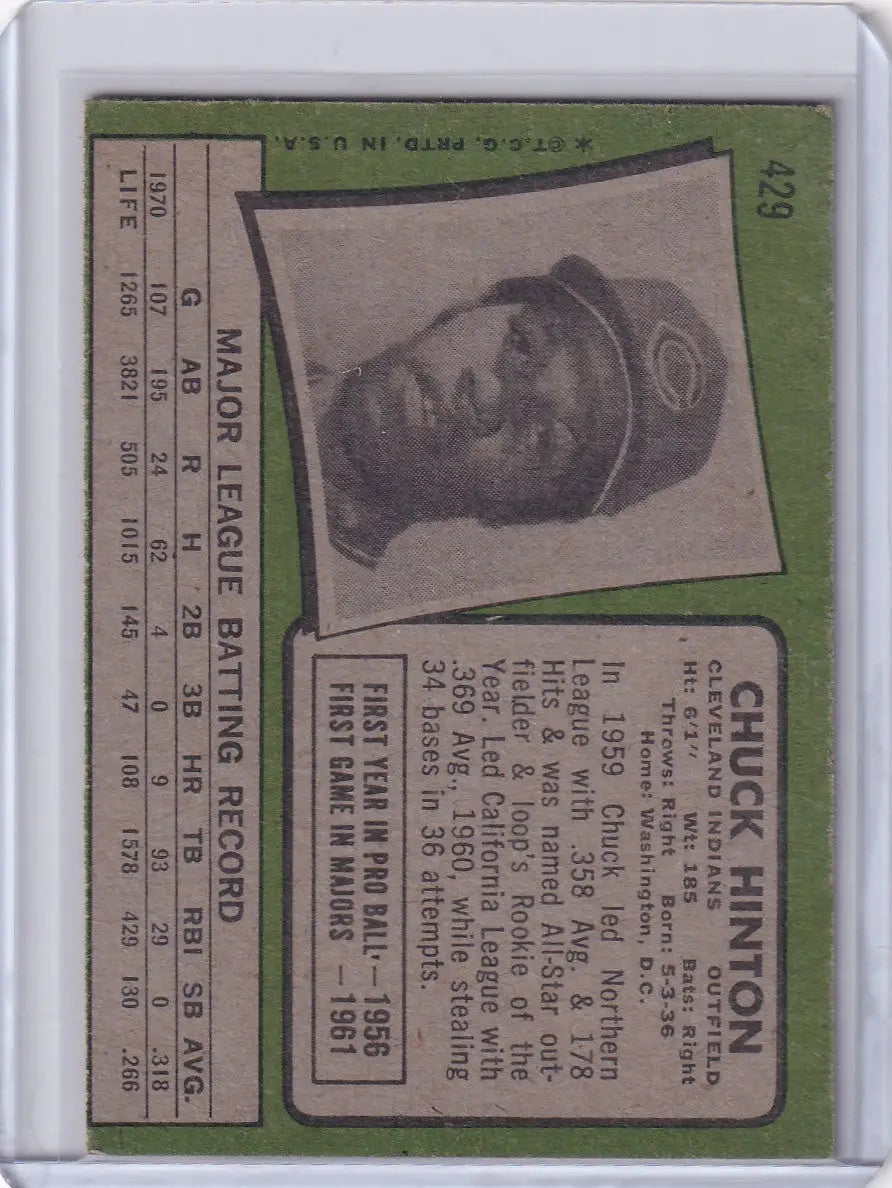 429
* ©T.C.G. PRTD. IN U.S.A.
C
CHUCK HINTON
CLEVELAND INDIANS OUTFIELD
Ht: 6'1" Wt: 185 Bats: Right
Throws: Right Born: 5-3-36
Home: Washington, D.C.
In 1959 Chuck led Northern
League with .358 Avg. & 178
Hits & was named All-Star out-
fielder & loop's Rookie of the
Year. Led California League with
.369 Avg., 1960, while stealing
34 bases in 36 attempts.
FIRST YEAR IN PRO BALL — 1956
FIRST GAME IN MAJORS — 1961
MAJOR LEAGUE BATTING RECORD
G AB R H 2B 3B HR TB RBI SB AVG.
1970 107 195 24 62 4 0 9 93 29 0 .318
LIFE 1265 3821 505 1015 145 47 108 1578 429 130 .266